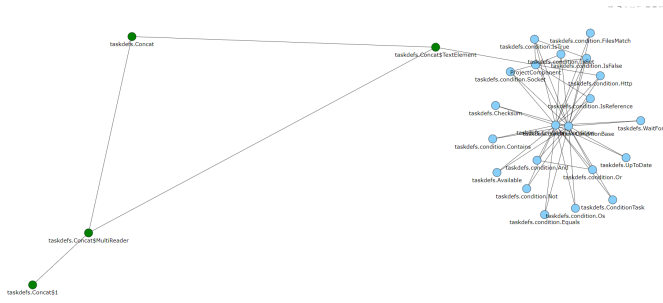 taskdefs.Concat
taskdefs.Concat$TextElement
taskdefs.condition.FilesMatch
taskdefs.condition.IsTrue
taskdefs.condition.IsFalse
ProjectComponent
taskdefs.condition.Socket
taskdefs.condition.Http
taskdefs.condition.IsReference
taskdefs.Checksum
taskdefs.WaitFor
taskdefs.condition.Contains
taskdefs.UpToDate
taskdefs.condition.And
taskdefs.Available
taskdefs.condition.Or
taskdefs.condition.Not
taskdefs.ConditionTask
taskdefs.condition.Os
taskdefs.condition.Equals
taskdefs.Concat$MultiReader
taskdefs.Concat$1